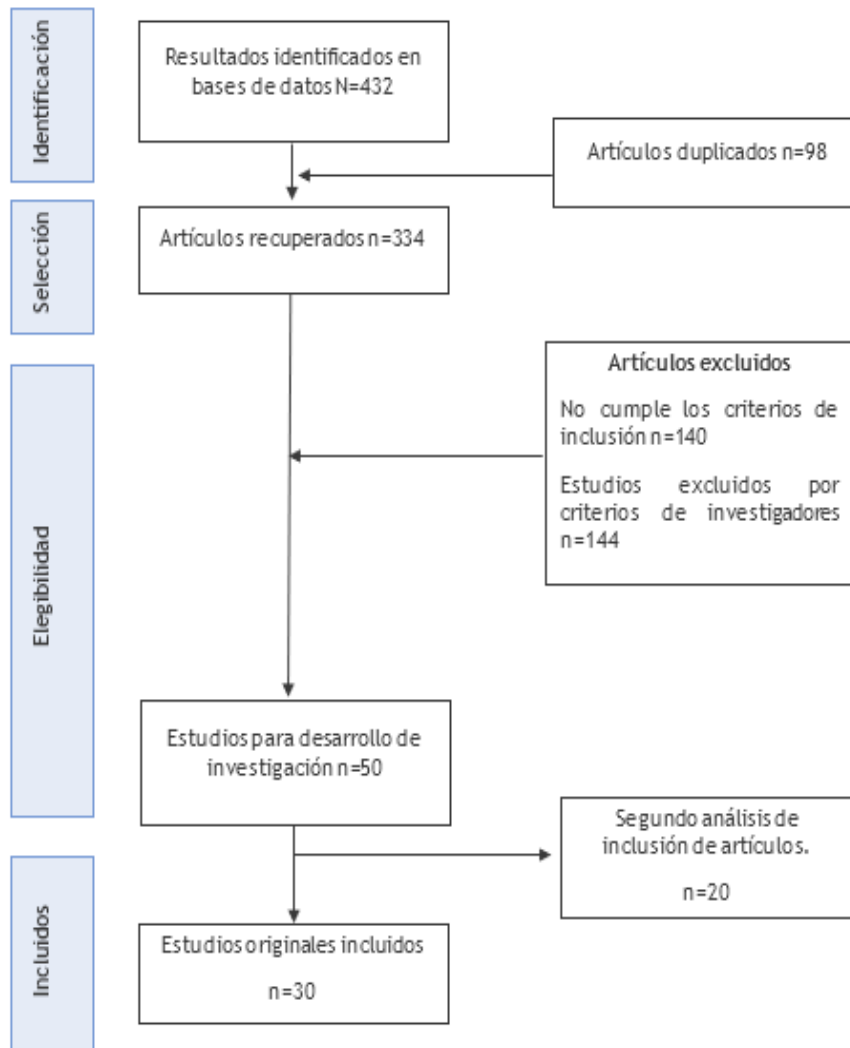 Identificación
Resultados identificados en
bases de datos N=432
Artículos duplicados n=98
Selección
Artículos recuperados n=334
Elegibilidad
Artículos excluidos
No cumple los criterios de
inclusión n=140
Estudios excluidos por
criterios de investigadores
n=144
Estudios para desarrollo de
investigación n=50
Segundo análisis de
inclusión de artículos.
n=20
Incluidos
Estudios originales incluidos
n=30